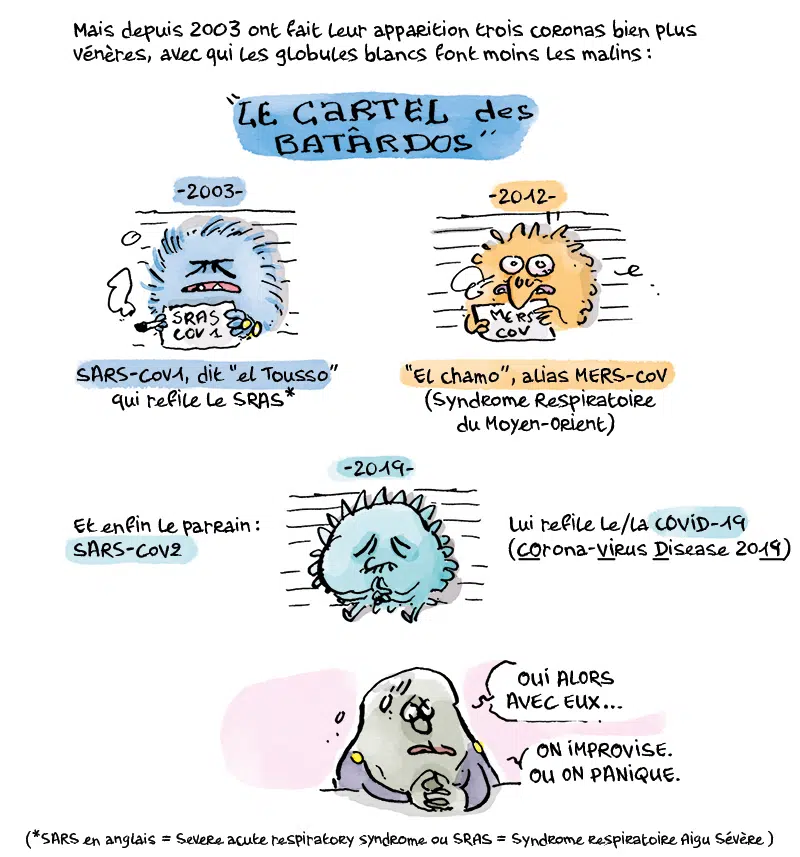 Mais depuis 2003 ont fait leur apparition trois coronas bien plus
vénères, avec qui les globules blancs font moins les malins :
"LE CARTEL des
BATÂRDOS"
-2003-
-2012-
SRAS
COV 1
MERS
COV
SARS-COV1, dit "el Tousso"
qui refile le SRAS*
"El chamo", alias MERS-COV
(Syndrome Respiratoire
du Moyen-Orient)
-2019-
Et enfin le parrain :
SARS-COV2
Lui refile le/la COViD-19
(COrona-viRus Disease 2019)
OUi ALORS
AVEC EUX...
ON iMPROViSE.
OU ON PANiQUE.
(*SARS en anglais = Severe acute respiratory syndrome ou SRAS = Syndrome Respiratoire Aigu Sévère)